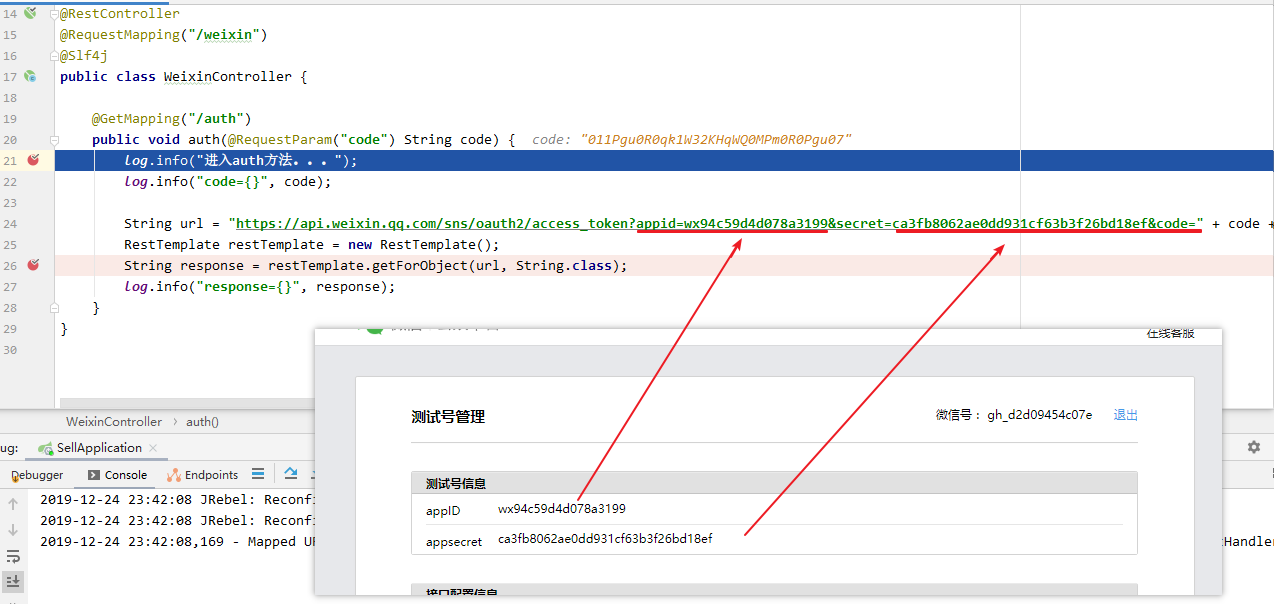 14 @RestController
15 @RequestMapping("/weixin")
16 @Slf4j
17 public class WeixinController {
18
19 @GetMapping("/auth")
20 public void auth(@RequestParam("code") String code) { code: "011Pgu0R0qk1W32KHqWQ0MPm0R0Pgu07"
21 log.info("进入auth方法。。。");
22 log.info("code={}", code);
23
24 String url = "https://api.weixin.qq.com/sns/oauth2/access_token?appid=wx94c59d4d078a3199&secret=ca3fb8062ae0dd931cf63b3f26bd18ef&code=" + code +
25 RestTemplate restTemplate = new RestTemplate();
26 String response = restTemplate.getForObject(url, String.class);
27 log.info("response={}", response);
28 }
29 }
30
在线客服
测试号管理 微信号： gh_d2d09454c07e 退出
测试号信息
appID wx94c59d4d078a3199
appsecret ca3fb8062ae0dd931cf63b3f26bd18ef
接口配置信息
WeixinController › auth()
ug: SellApplication ×
Debugger Console Endpoints
2019-12-24 23:42:08 JRebel: Reconfi
2019-12-24 23:42:08 JRebel: Reconfi
2019-12-24 23:42:08,169 - Mapped UR
tHandler